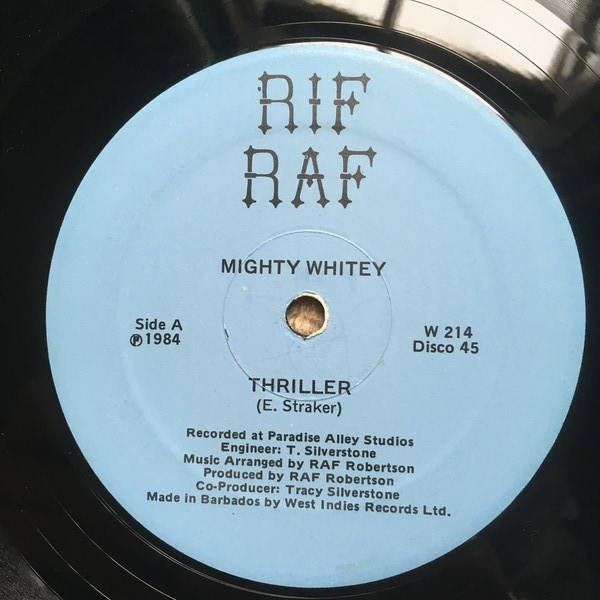 RIF
RAF
MIGHTY WHITEY
Side A
℗1984
W 214
Disco 45
THRILLER
(E. Straker)
Recorded at Paradise Alley Studios
Engineer: T. Silverstone
Music Arranged by RAF Robertson
Produced by RAF Robertson
Co-Producer: Tracy Silverstone
Made in Barbados by West Indies Records Ltd.